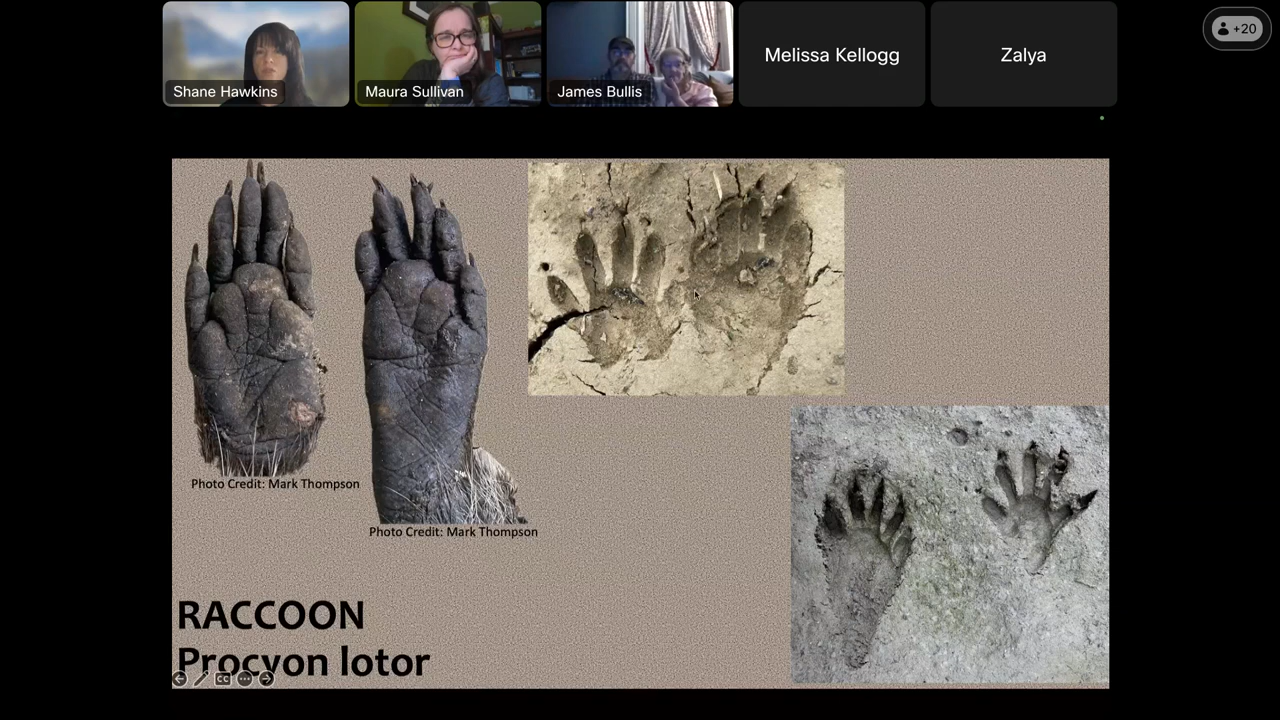 Shane Hawkins
Maura Sullivan
James Bullis
Melissa Kellogg
Zalya
+20
Photo Credit: Mark Thompson
Photo Credit: Mark Thompson
RACCOON
Procyon lotor
CC